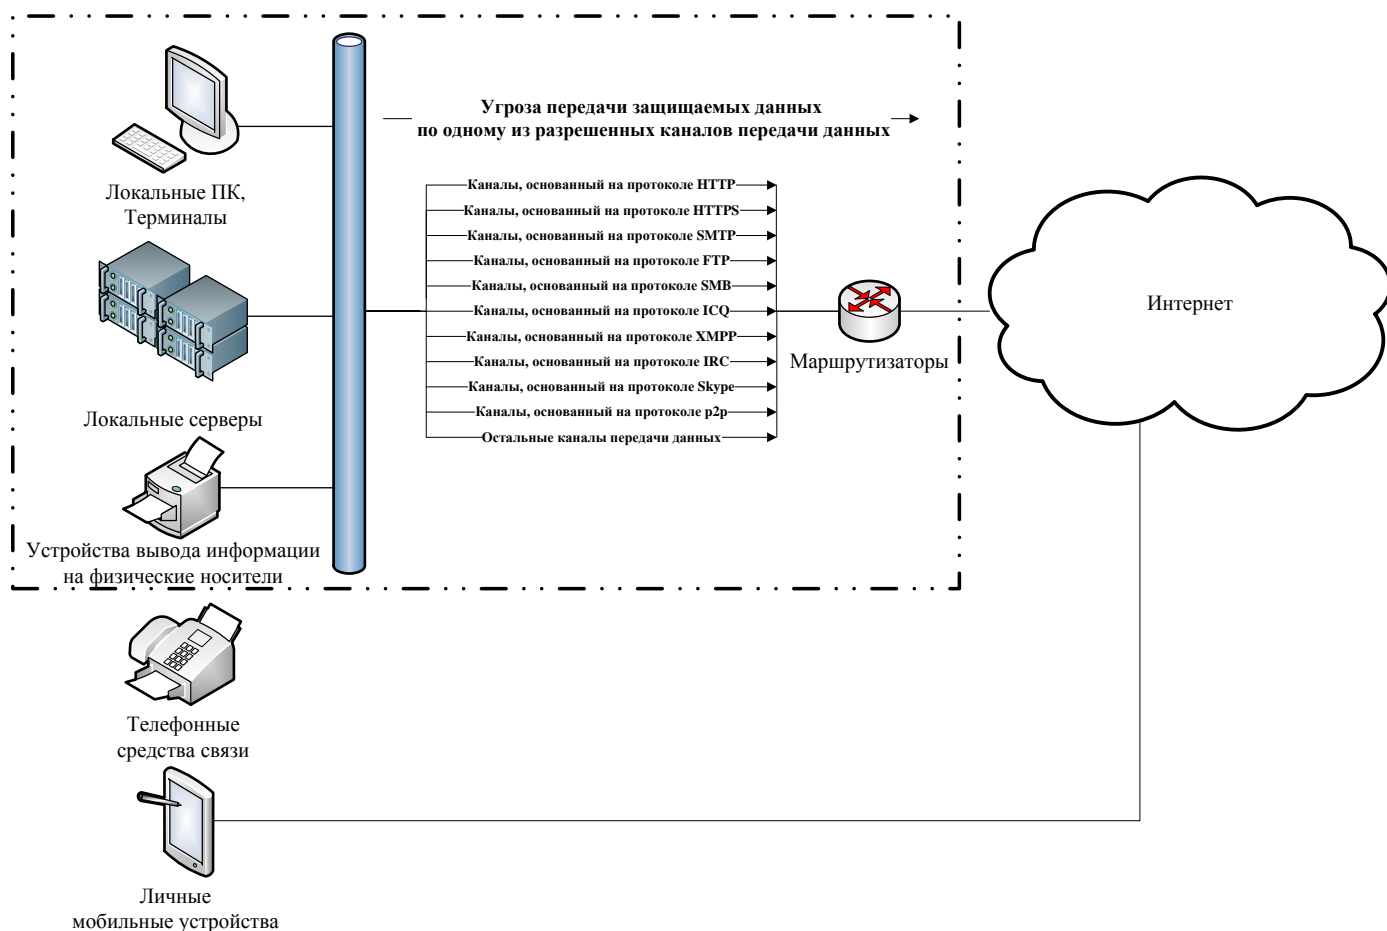 Угроза передачи защищаемых данных
по одному из разрешенных каналов передачи данных
Локальные ПК,
Терминалы
Каналы, основанный на протоколе HTTP
Каналы, основанный на протоколе HTTPS
Каналы, основанный на протоколе SMTP
Каналы, основанный на протоколе FTP
Каналы, основанный на протоколе SMB
Каналы, основанный на протоколе ICQ
Каналы, основанный на протоколе XMPP
Каналы, основанный на протоколе IRC
Каналы, основанный на протоколе Skype
Каналы, основанный на протоколе p2p
Остальные каналы передачи данных
Маршрутизаторы
Интернет
Локальные серверы
Устройства вывода информации
на физические носители
Телефонные
средства связи
Личные
мобильные устройства